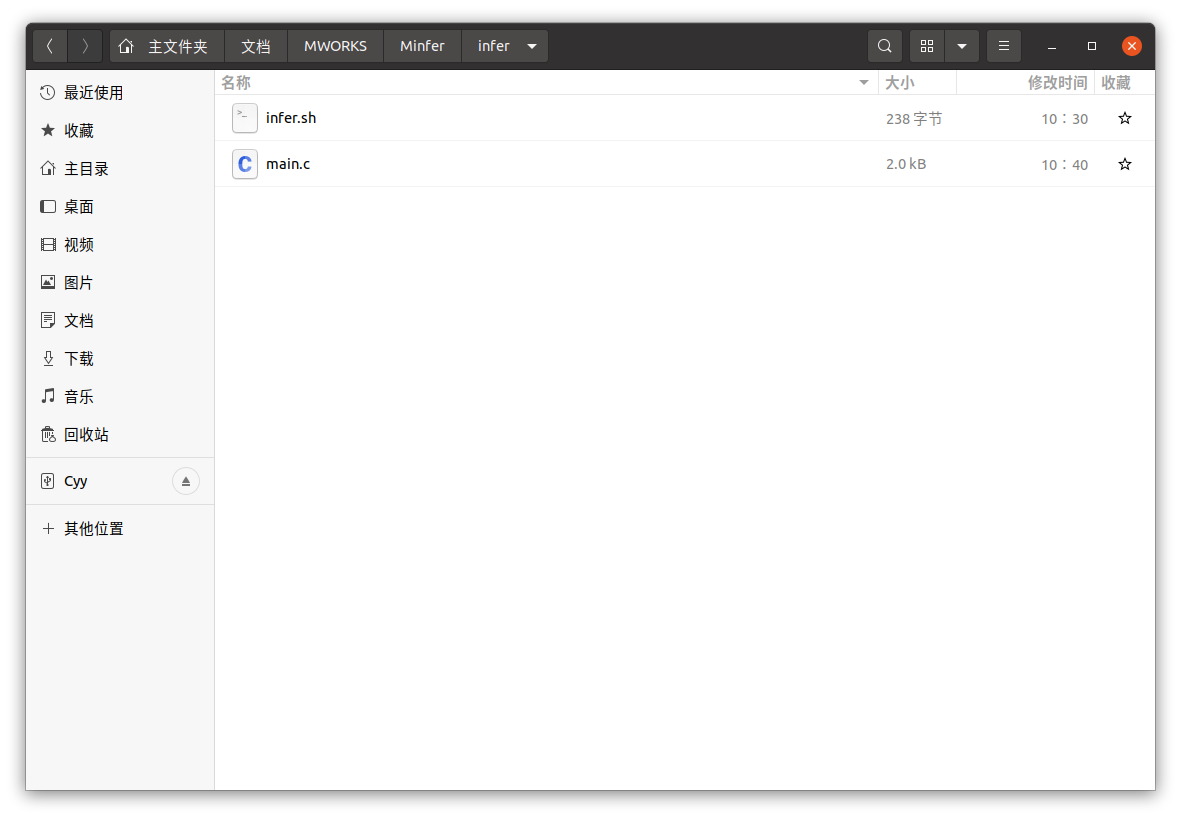 主文件夹 文档 MWORKS Minfer infer
名称 大小 修改时间 收藏
infer.sh 238 字节 10：30
main.c 2.0 kB 10：40
最近使用
收藏
主目录
桌面
视频
图片
文档
下载
音乐
回收站
Cyy
其他位置